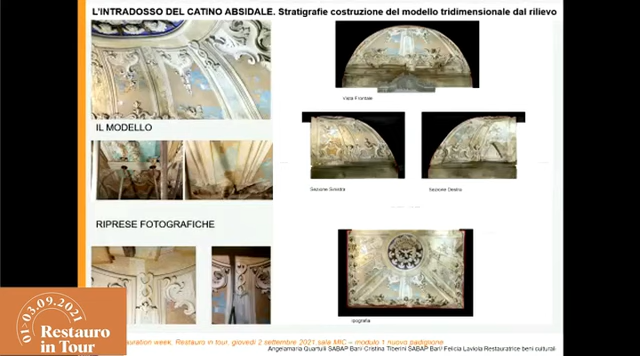 L'INTRADOSSO DEL CATINO ABSIDALE. Stratigrafie costruzione del modello tridimensionale dal rilievo
Vista Frontale
IL MODELLO
Sezione Sinistra
Sezione Destra
RIPRESE FOTOGRAFICHE
01>03.09.2021
Restauro
in Tour
uration week, Restauro in tour. giovedì 2 settembre 2021 sala MIC – modulo 1 nuovo padiglione
Angelamaria Quartulli SABAP Bari Cristina Tiberini SABAP Bari Felicia Laviola Restauratrice beni culturali